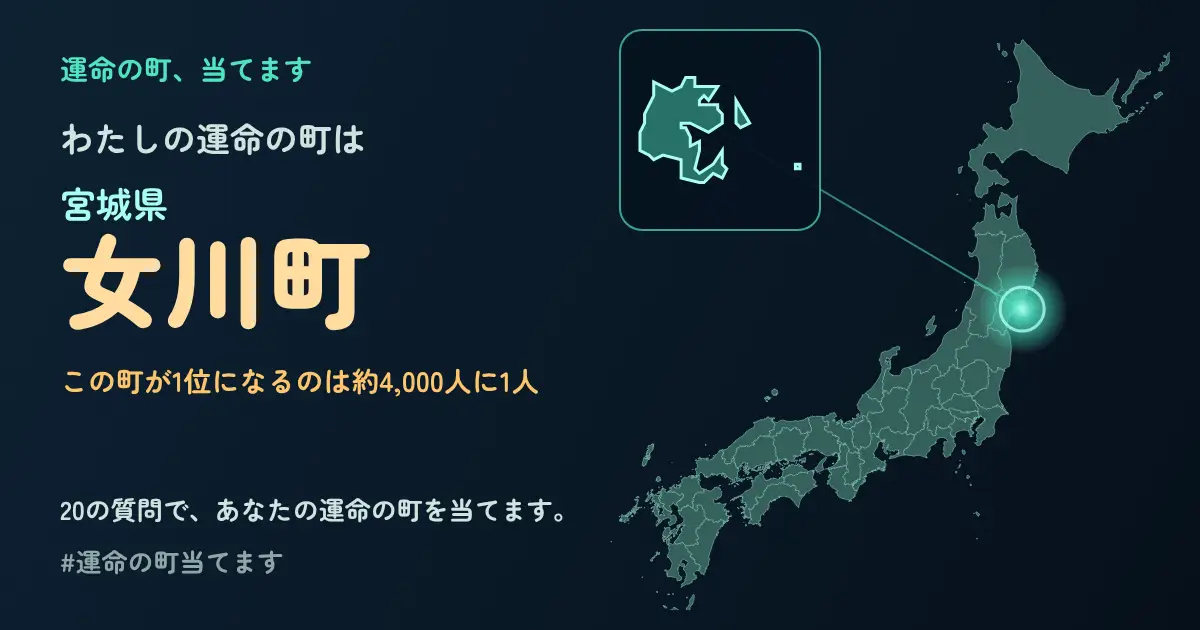 運命の町、当てます
わたしの運命の町は
宮城県
女川町
この町が1位になるのは約4,000人に1人
20の質問で、あなたの運命の町を当てます。
#運命の町当てます